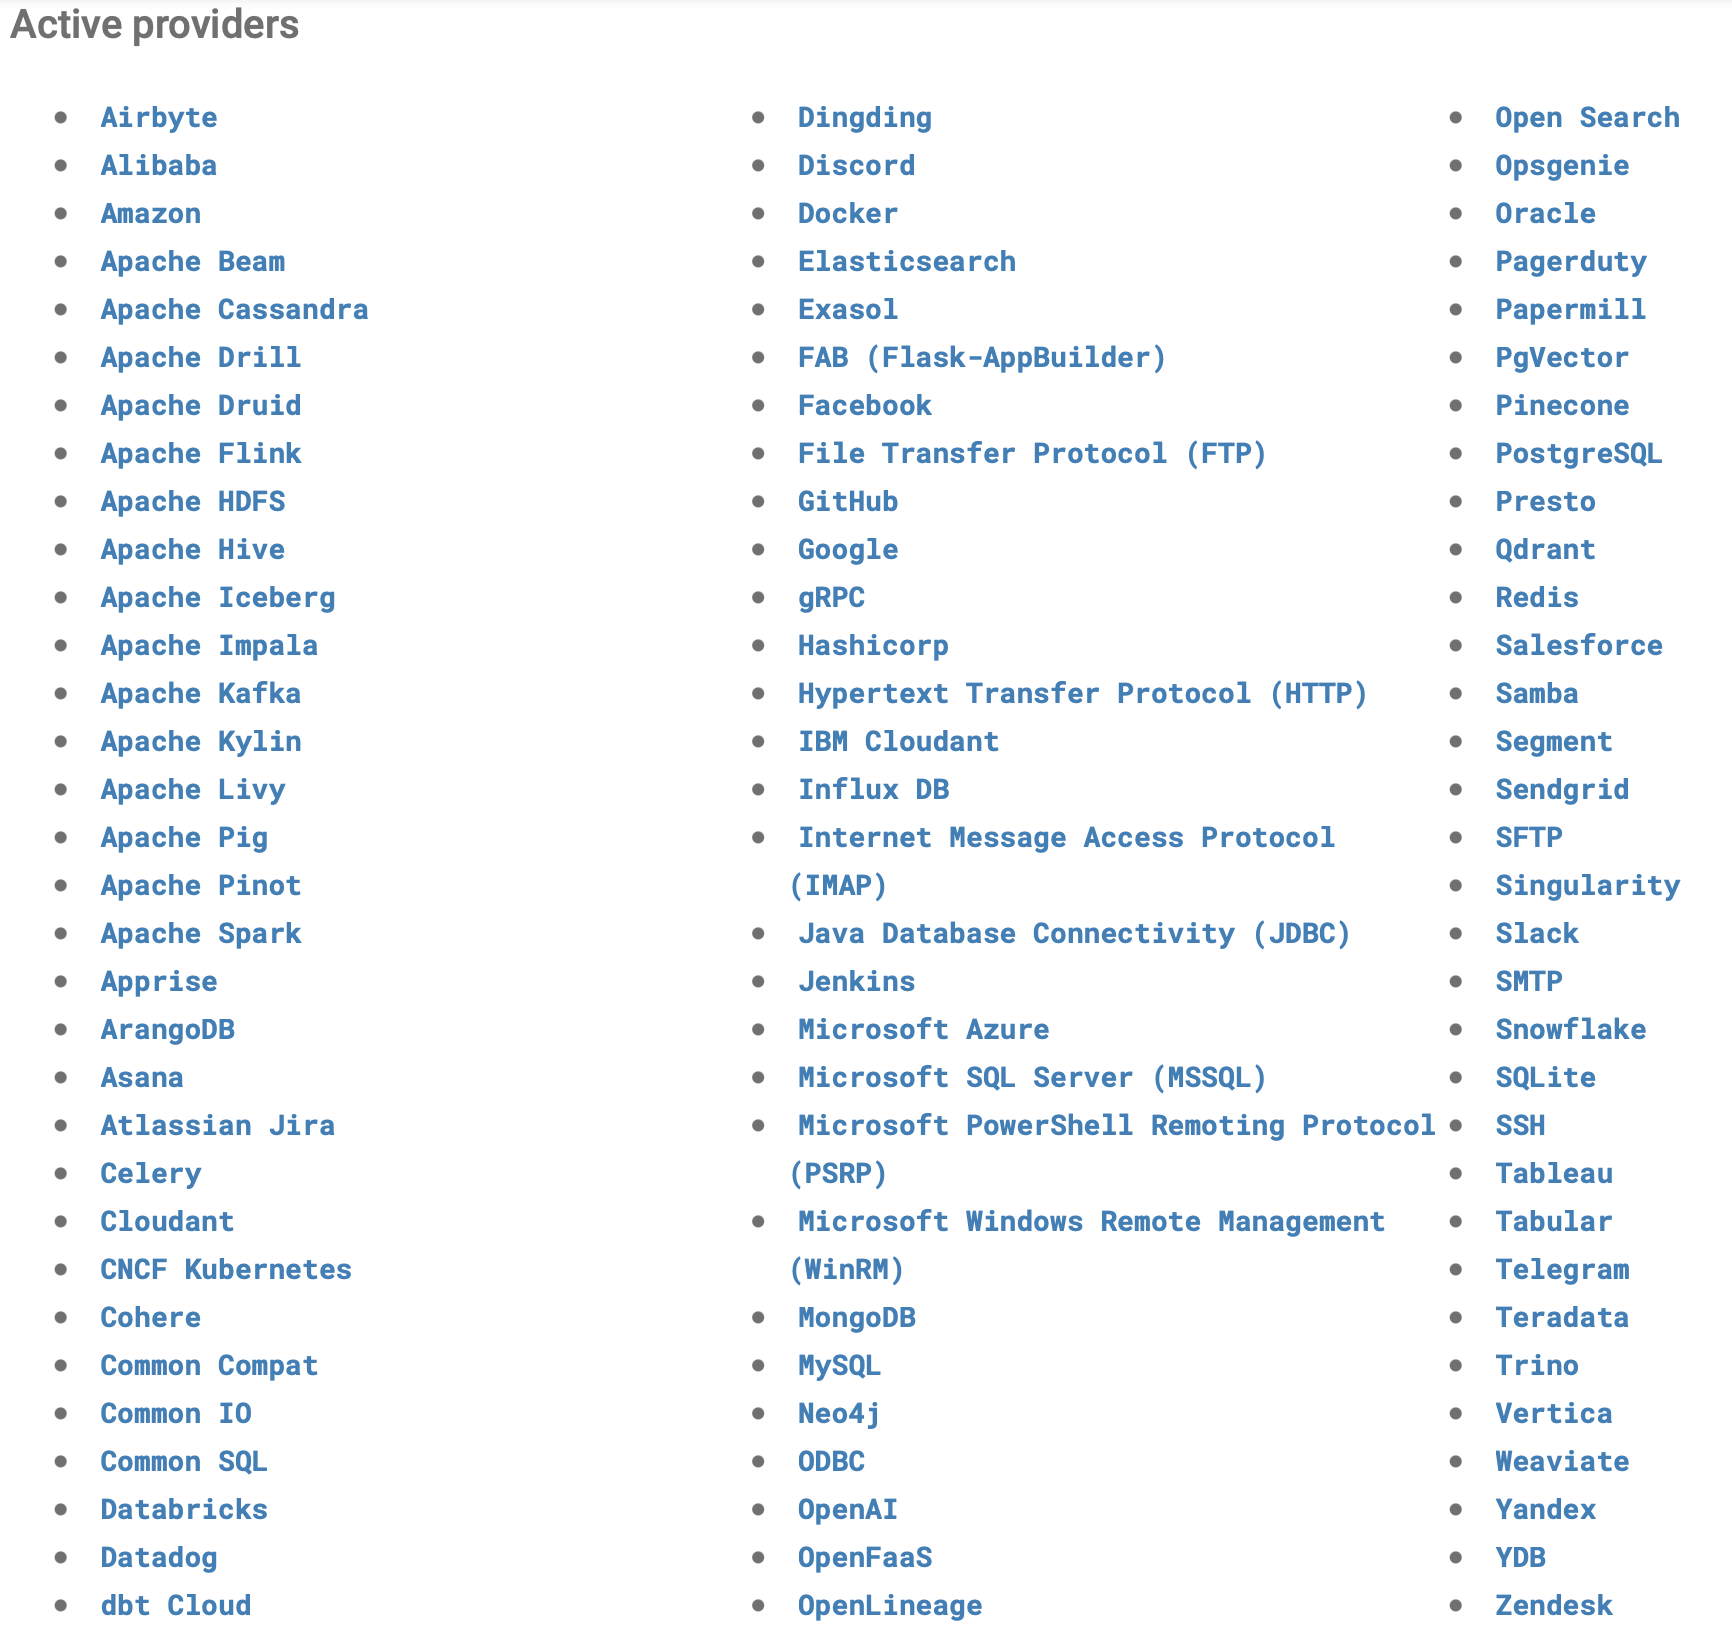 Active providers
Airbyte
Alibaba
Amazon
Apache Beam
Apache Cassandra
Apache Drill
Apache Druid
Apache Flink
Apache HDFS
Apache Hive
Apache Iceberg
Apache Impala
Apache Kafka
Apache Kylin
Apache Livy
Apache Pig
Apache Pinot
Apache Spark
Apprise
ArangoDB
Asana
Atlassian Jira
Celery
Cloudant
CNCF Kubernetes
Cohere
Common Compat
Common IO
Common SQL
Databricks
Datadog
dbt Cloud
Dingding
Discord
Docker
Elasticsearch
Exasol
FAB (Flask-AppBuilder)
Facebook
File Transfer Protocol (FTP)
GitHub
Google
gRPC
Hashicorp
Hypertext Transfer Protocol (HTTP)
IBM Cloudant
Influx DB
Internet Message Access Protocol
(IMAP)
Java Database Connectivity (JDBC)
Jenkins
Microsoft Azure
Microsoft SQL Server (MSSQL)
Microsoft PowerShell Remoting Protocol
(PSRP)
Microsoft Windows Remote Management
(WinRM)
MongoDB
MySQL
Neo4j
ODBC
OpenAI
OpenFaaS
OpenLineage
Open Search
Opsgenie
Oracle
Pagerduty
Papermill
PgVector
Pinecone
PostgreSQL
Presto
Qdrant
Redis
Salesforce
Samba
Segment
Sendgrid
SFTP
Singularity
Slack
SMTP
Snowflake
SQLite
SSH
Tableau
Tabular
Telegram
Teradata
Trino
Vertica
Weaviate
Yandex
YDB
Zendesk